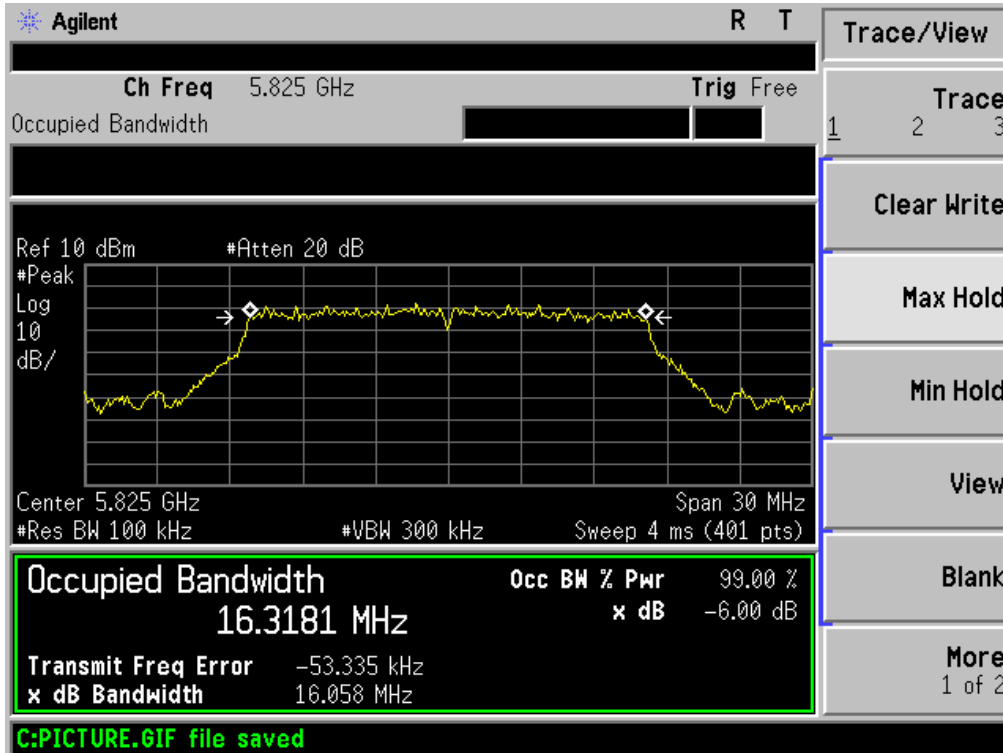 Agilent R T
Trace/View
Ch Freq 5.825 GHz Trig Free
Occupied Bandwidth
Trace
1 2 3
Clear Write
Max Hold
Min Hold
View
Blank
More
1 of 2
Ref 10 dBm #Atten 20 dB
#Peak
Log
10
dB/
Center 5.825 GHz Span 30 MHz
#Res BW 100 kHz #VBW 300 kHz Sweep 4 ms (401 pts)
Occupied Bandwidth Occ BW % Pwr 99.00 %
16.3181 MHz x dB -6.00 dB
Transmit Freq Error -53.335 kHz
x dB Bandwidth 16.058 MHz
C:PICTURE.GIF file saved